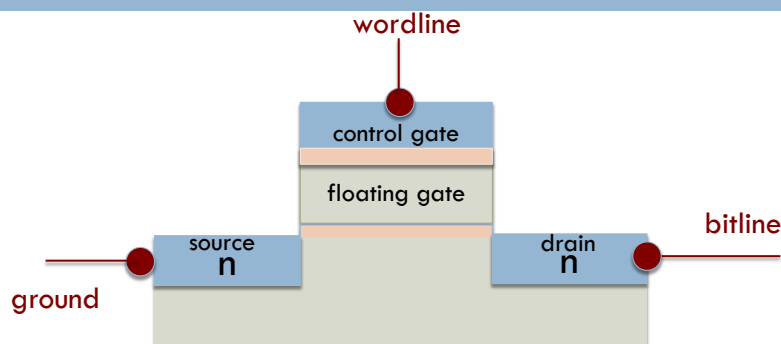 wordline
control gate
floating gate
bitline
source
n
drain
n
ground